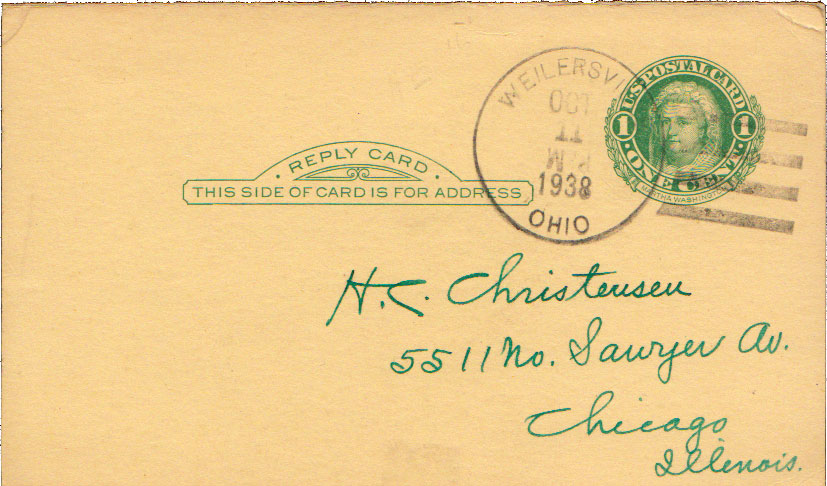 U.S. POSTAL CARD
1 1
ONE CENT
MARTHA WASHINGTON
WEILERSVI
OCT
11
P M
1938
OHIO
REPLY CARD
THIS SIDE OF CARD IS FOR ADDRESS
H. C. Christensen
5511 No. Sawyer Av.
Chicago
Illinois.